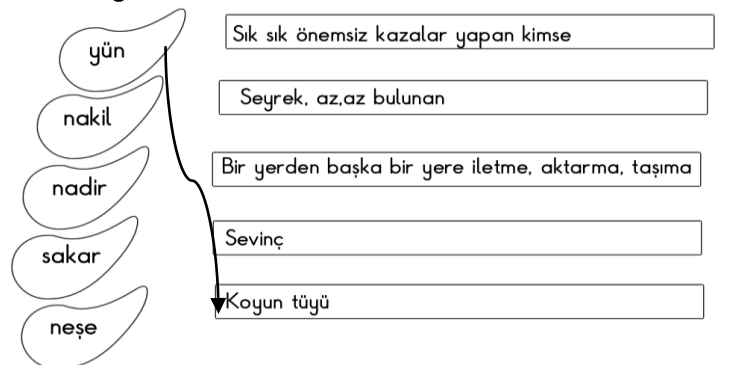 yün
Sık sık önemsiz kazalar yapan kimse
nakil
Seyrek, az,az bulunan
nadir
Bir yerden başka bir yere iletme, aktarma, taşıma
sakar
Sevinç
neşe
Koyun tüyü